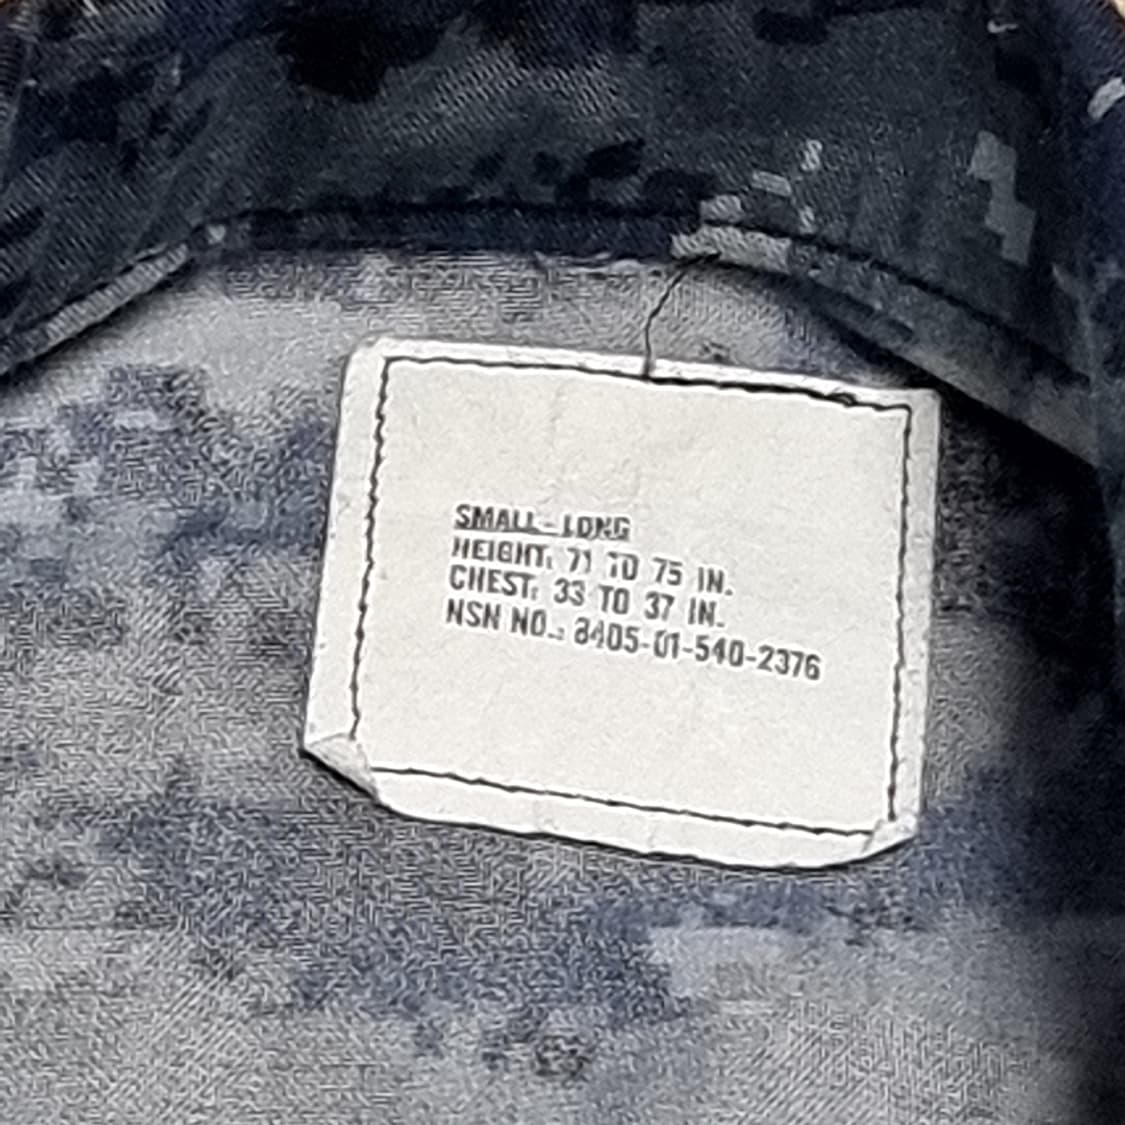 SMALL-LONG
HEIGHT: 71 TO 75 IN.
CHEST: 33 TO 37 IN.
NSN NO.: 8405-01-540-2376